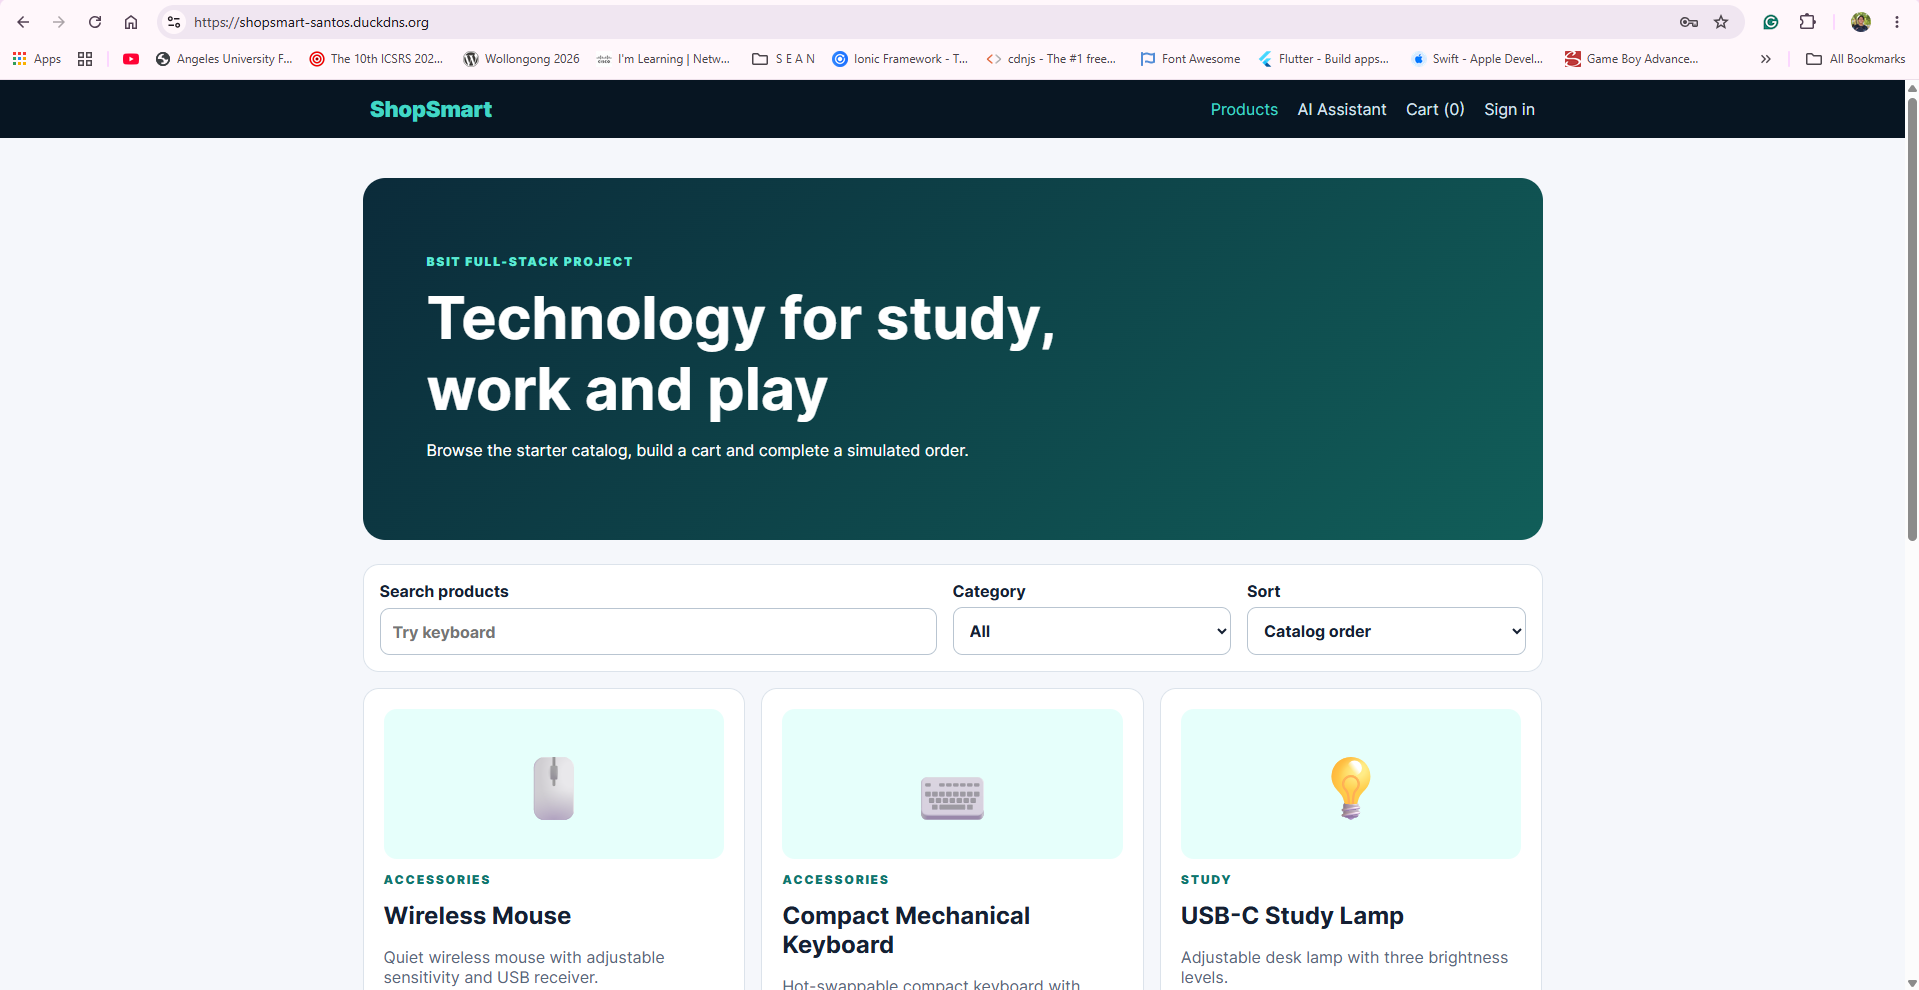 https://shopsmart-santos.duckdns.org
Apps
Angeles University F...
The 10th ICSRS 202...
Wollongong 2026
I'm Learning | Netw...
S E A N
Ionic Framework - T...
cdnjs - The #1 free...
Font Awesome
Flutter - Build apps...
Swift - Apple Devel...
Game Boy Advance...
All Bookmarks
ShopSmart
Products
AI Assistant
Cart (0)
Sign in
BSIT FULL-STACK PROJECT
Technology for study,
work and play
Browse the starter catalog, build a cart and complete a simulated order.
Search products
Try keyboard
Category
All
Sort
Catalog order
ACCESSORIES
Wireless Mouse
Quiet wireless mouse with adjustable
sensitivity and USB receiver.
ACCESSORIES
Compact Mechanical
Keyboard
Hot-swappable compact keyboard with
STUDY
USB-C Study Lamp
Adjustable desk lamp with three brightness
levels.